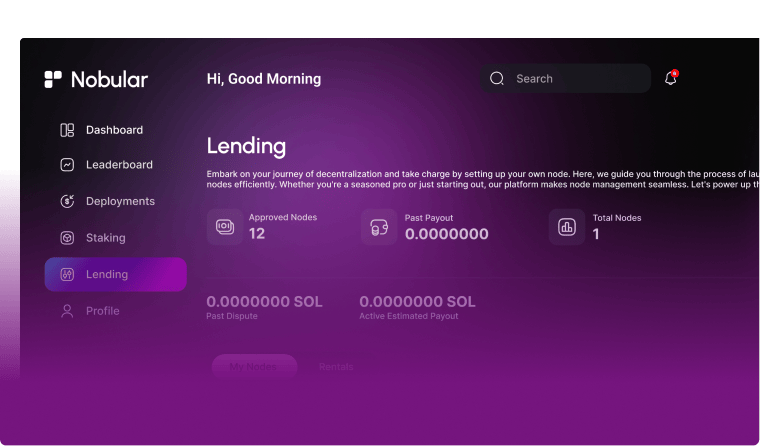 Nobular
Hi, Good Morning
Search
Dashboard
Leaderboard
Deployments
Staking
Lending
Profile
Lending
Embark on your journey of decentralization and take charge by setting up your own node. Here, we guide you through the process of lau
nodes efficiently. Whether you're a seasoned pro or just starting out, our platform makes node management seamless. Let's power up th
Approved Nodes
12
Past Payout
0.0000000
Total Nodes
1
0.0000000 SOL
Past Dispute
0.0000000 SOL
Active Estimated Payout
My Nodes
Rentals